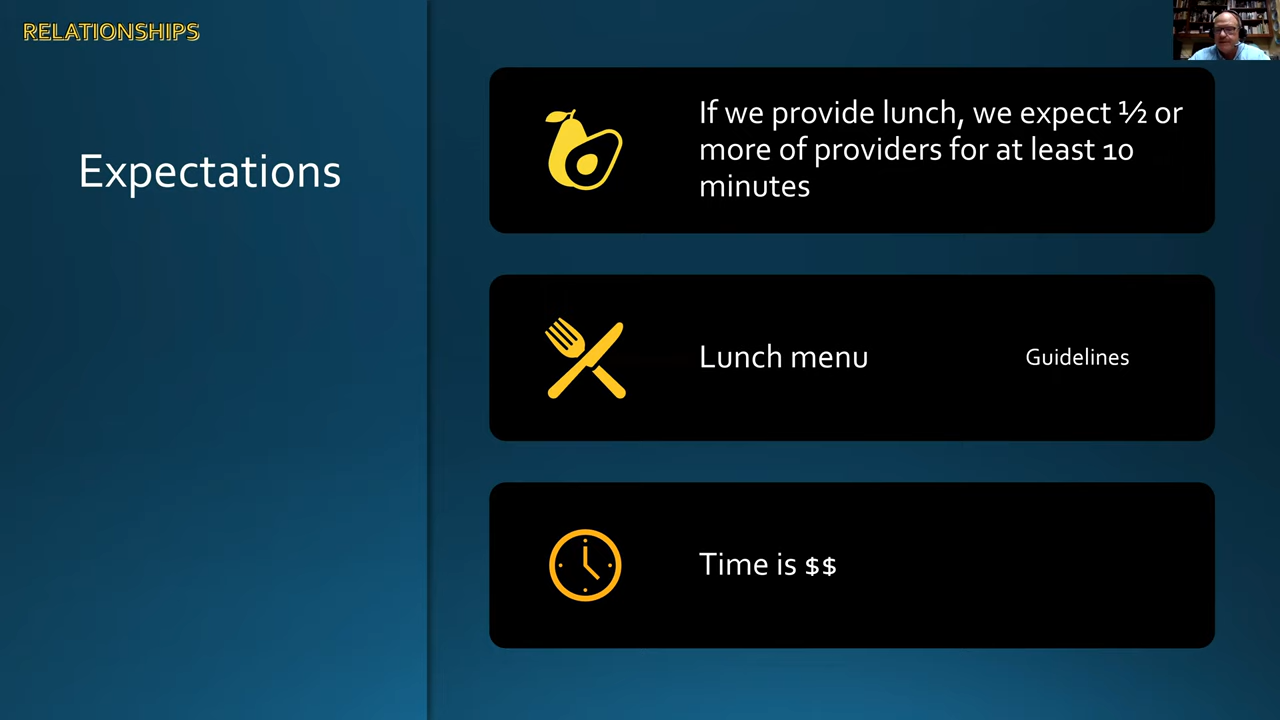 RELATIONSHIPS
Expectations
If we provide lunch, we expect ½ or
more of providers for at least 10
minutes
Lunch menu
Guidelines
Time is $$